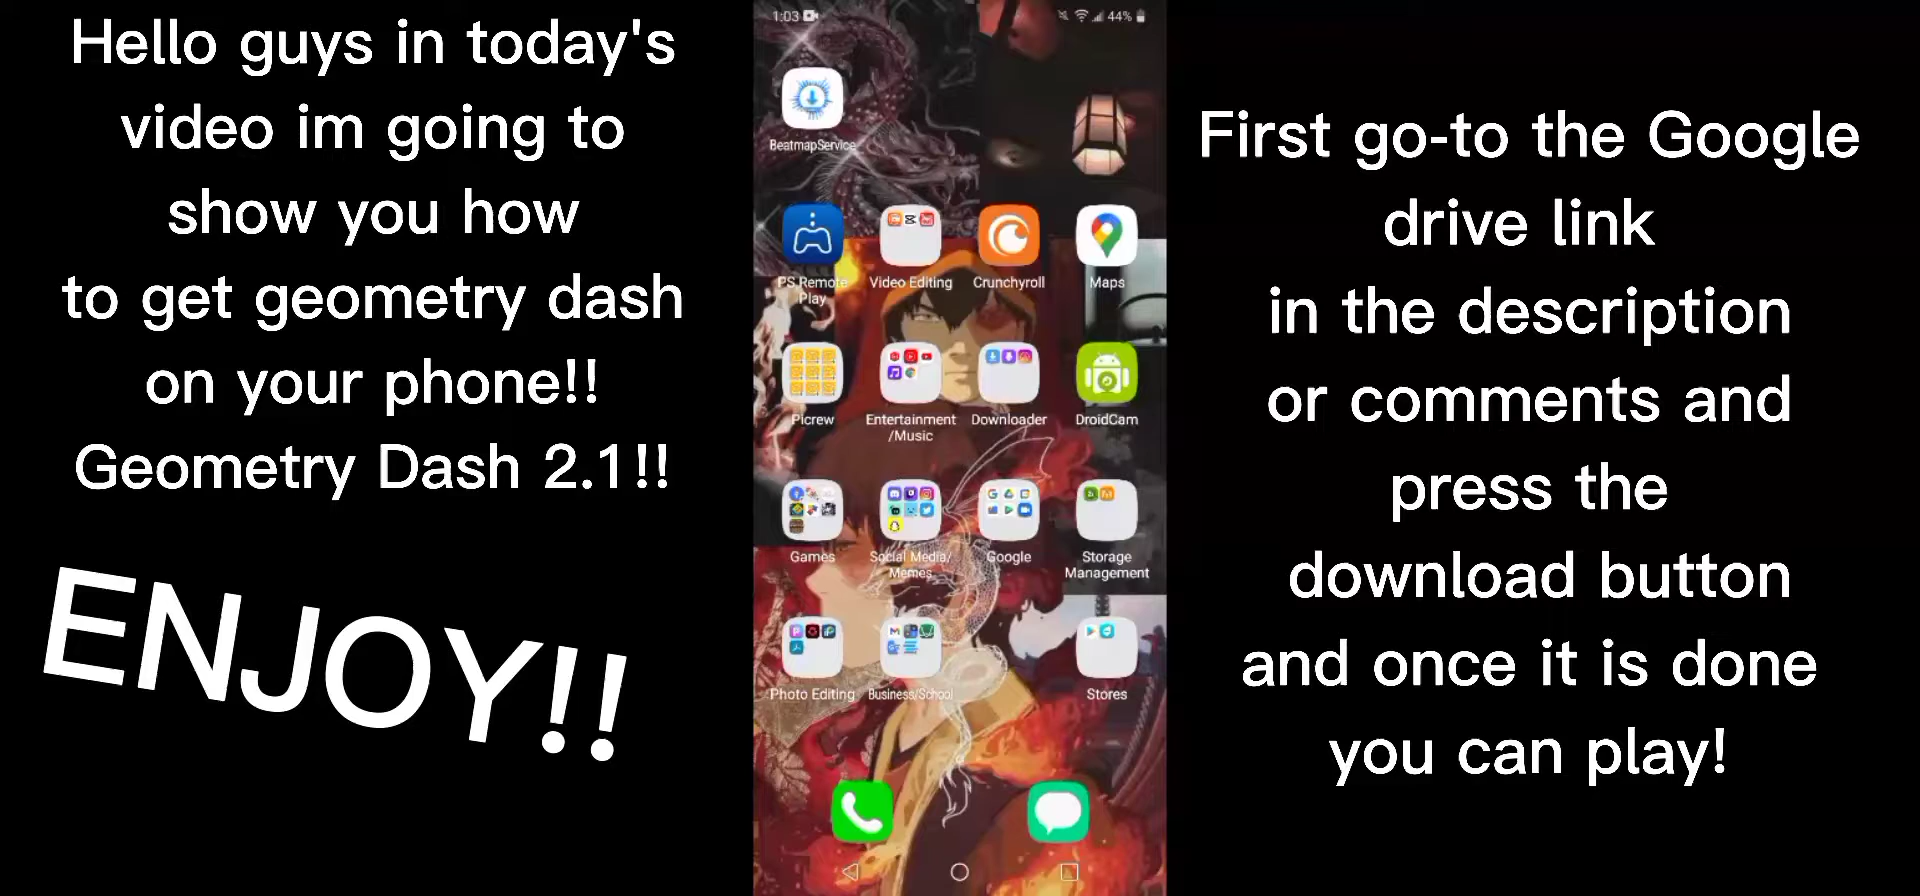 Hello guys in today's
video im going to
show you how
to get geometry dash
on your phone!!
Geometry Dash 2.1!!
ENJOY!!
1:03
44%
BeatmapService
PS Remote
Play
Video Editing
Crunchyroll
Maps
Picrew
Entertainment
/Music
Downloader
DroidCam
Games
Social Media/
Memes
Google
Storage
Management
Photo Editing
Business/School
Stores
First go-to the Google
drive link
in the description
or comments and
press the
download button
and once it is done
you can play!